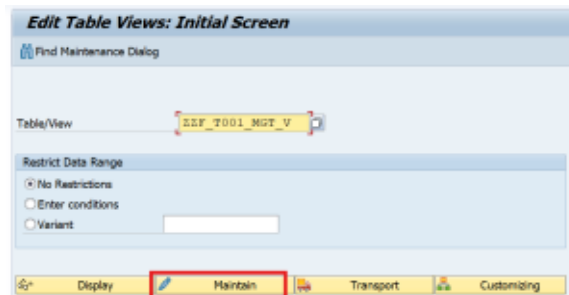 Edit Table Views: Initial Screen
Find Maintenance Dialog
Table/View ZZF_T001_MGT_V
Restrict Data Range
No Restrictions
Enter conditions
Variant
Display Maintain Transport Customizing